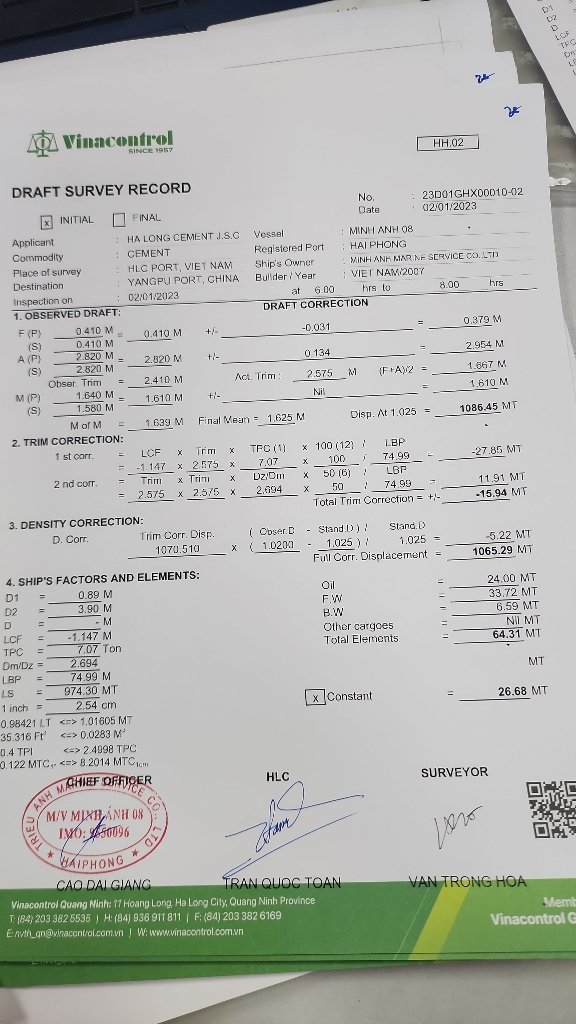 D1
D2
D
LCF
TPC
Vinacontrol
SINCE 1957
HH.02
DRAFT SURVEY RECORD
No. : 23D01GHX00010-02
x INITIAL FINAL
Date : 02/01/2023
Applicant : HA LONG CEMENT J.S.C Vessel : MINH ANH 08
Commodity : CEMENT Registered Port : HAI PHONG
Place of survey : HLC PORT, VIET NAM Ship's Owner : MINH ANH MARINE SERVICE CO.,LTD
Destination : YANGPU PORT, CHINA Builder / Year : VIET NAM/2007
Inspection on : 02/01/2023 at 6.00 hrs to 8.00 hrs
1. OBSERVED DRAFT: DRAFT CORRECTION
F (P) 0.410 M = 0.410 M +/- -0.031 = 0.379 M
(S) 0.410 M
A (P) 2.820 M = 2.820 M +/- 0.134 = 2.954 M
(S) 2.820 M
Obser. Trim = 2.410 M Act. Trim : 2.575 M (F+A)/2 = 1.667 M
M (P) 1.640 M = 1.610 M +/- Nil = 1.610 M
(S) 1.580 M
M of M = 1.639 M Final Mean = 1.625 M Disp. At 1.025 = 1086.45 MT
2. TRIM CORRECTION:
1 st corr. = LCF x Trim x TPC (1) x 100 (12) / LBP
= -1.147 x 2.575 x 7.07 x 100 / 74.99 = -27.85 MT
2 nd corr. = Trim x Trim x Dz/Dm x 50 (6) / LBP
= 2.575 x 2.575 x 2.694 x 50 / 74.99 = 11.91 MT
Total Trim Correction = +/- -15.94 MT
3. DENSITY CORRECTION:
D. Corr. Trim Corr. Disp. ( Obser.D - Stand.D ) / Stand.D
1070.510 x ( 1.0200 - 1.025 ) / 1.025 = -5.22 MT
Full Corr. Displacement = 1065.29 MT
4. SHIP'S FACTORS AND ELEMENTS:
D1 = 0.89 M Oil = 24.00 MT
D2 = 3.90 M F.W = 33.72 MT
D = - M B.W = 6.59 MT
LCF = -1.147 M Other cargoes = Nil MT
TPC = 7.07 Ton Total Elements = 64.31 MT
Dm/Dz = 2.694 MT
LBP = 74.99 M
LS = 974.30 MT x Constant = 26.68 MT
1 inch = 2.54 cm
0.98421 LT <=> 1.01605 MT
35.316 Ft³ <=> 0.0283 M³
0.4 TPI <=> 2.4998 TPC
0.122 MTC₁" <=> 8.2014 MTC₁cm
CHIEF OFFICER HLC SURVEYOR
TRIEU ANH MARINE SERVICE CO., LTD
M/V MINH ANH 08
IMO: 9550096
★ HAIPHONG ★
CAO DAI GIANG TRAN QUOC TOAN VAN TRONG HOA
Vinacontrol Quang Ninh: 11 Hoang Long, Ha Long City, Quang Ninh Province
T: (84) 203 382 5535 | H: (84) 936 911 811 | F: (84) 203 382 6169
E: nvth_qn@vinacontrol.com.vn | W: www.vinacontrol.com.vn
Memb
Vinacontrol G